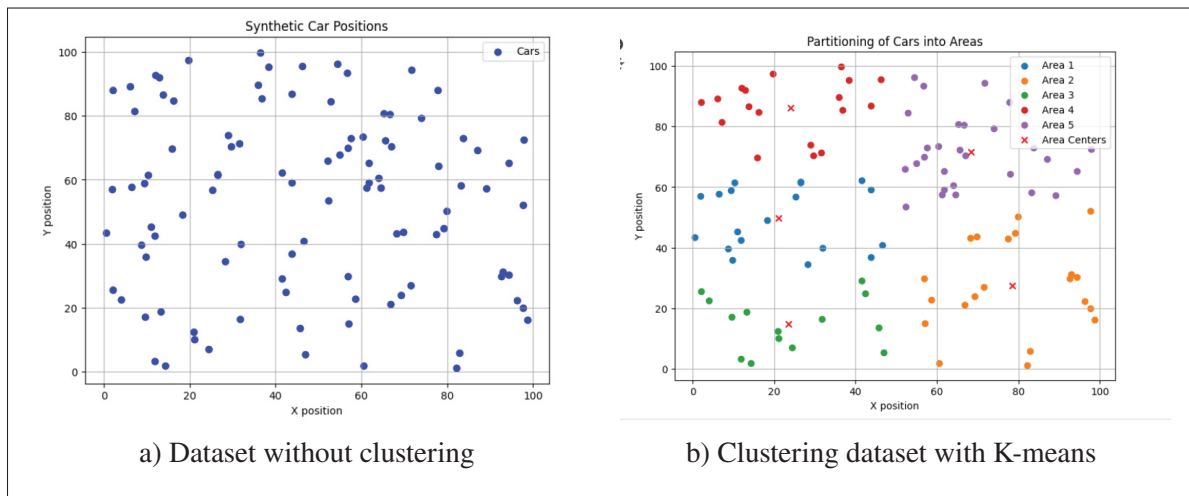 Synthetic Car Positions
Cars
Y position
100
80
60
40
20
0
0 20 40 60 80 100
X position
a) Dataset without clustering
Partitioning of Cars into Areas
Area 1
Area 2
Area 3
Area 4
Area 5
Area Centers
Y position
100
80
60
40
20
0
0 20 40 60 80 100
X position
b) Clustering dataset with K-means